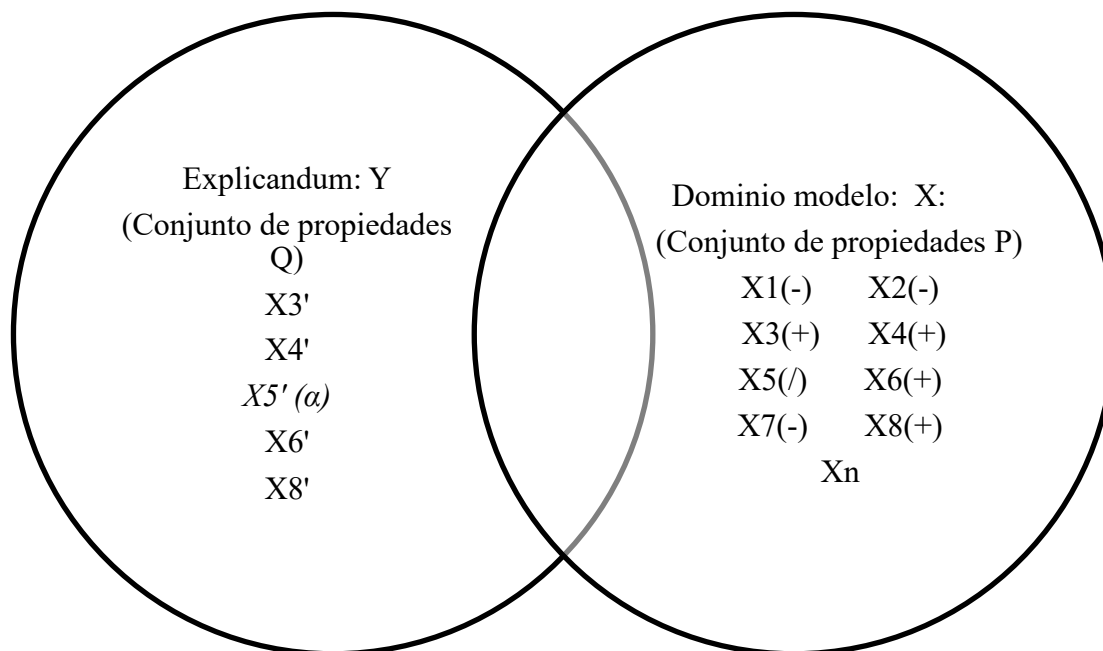 Explicandum: Y
(Conjunto de propiedades
Q)
X3'
X4'
X5' (α)
X6'
X8'
Dominio modelo: X:
(Conjunto de propiedades P)
X1(-) X2(-)
X3(+) X4(+)
X5(/) X6(+)
X7(-) X8(+)
Xn